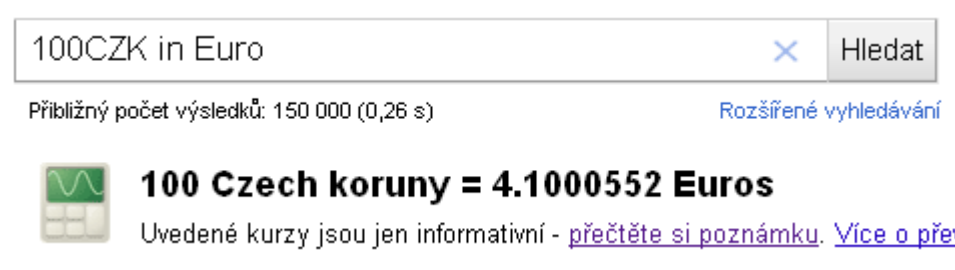 100CZK in Euro Hledat
Přibližný počet výsledků: 150 000 (0,26 s) Rozšířené vyhledávání
100 Czech koruny = 4.1000552 Euros
Uvedené kurzy jsou jen informativní - přečtěte si poznámku. Více o